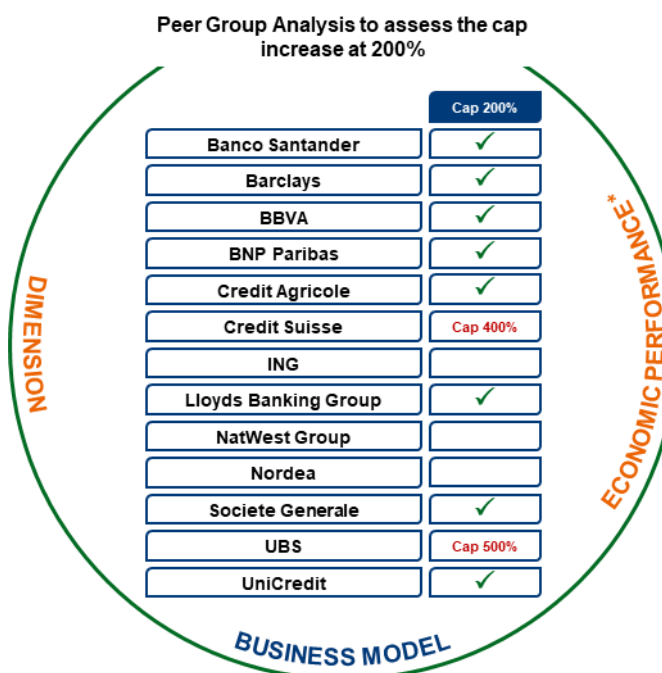 Peer Group Analysis to assess the cap
increase at 200%
Cap 200%
Banco Santander ✓
Barclays ✓
BBVA ✓
BNP Paribas ✓
Credit Agricole ✓
Credit Suisse Cap 400%
ING
Lloyds Banking Group ✓
NatWest Group
Nordea
Societe Generale ✓
UBS Cap 500%
UniCredit ✓
DIMENSION
ECONOMIC PERFORMANCE*
BUSINESS MODEL